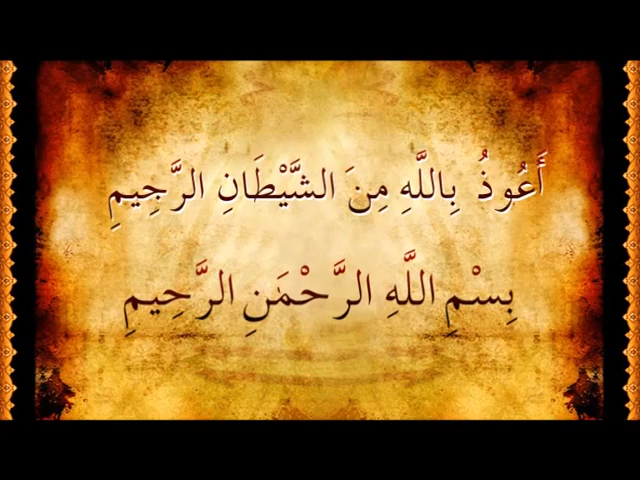 أَعُوذُ بِاللَّهِ مِنَ الشَّيْطَانِ الرَّجِيمِ
بِسْمِ اللَّهِ الرَّحْمَٰنِ الرَّحِيمِ